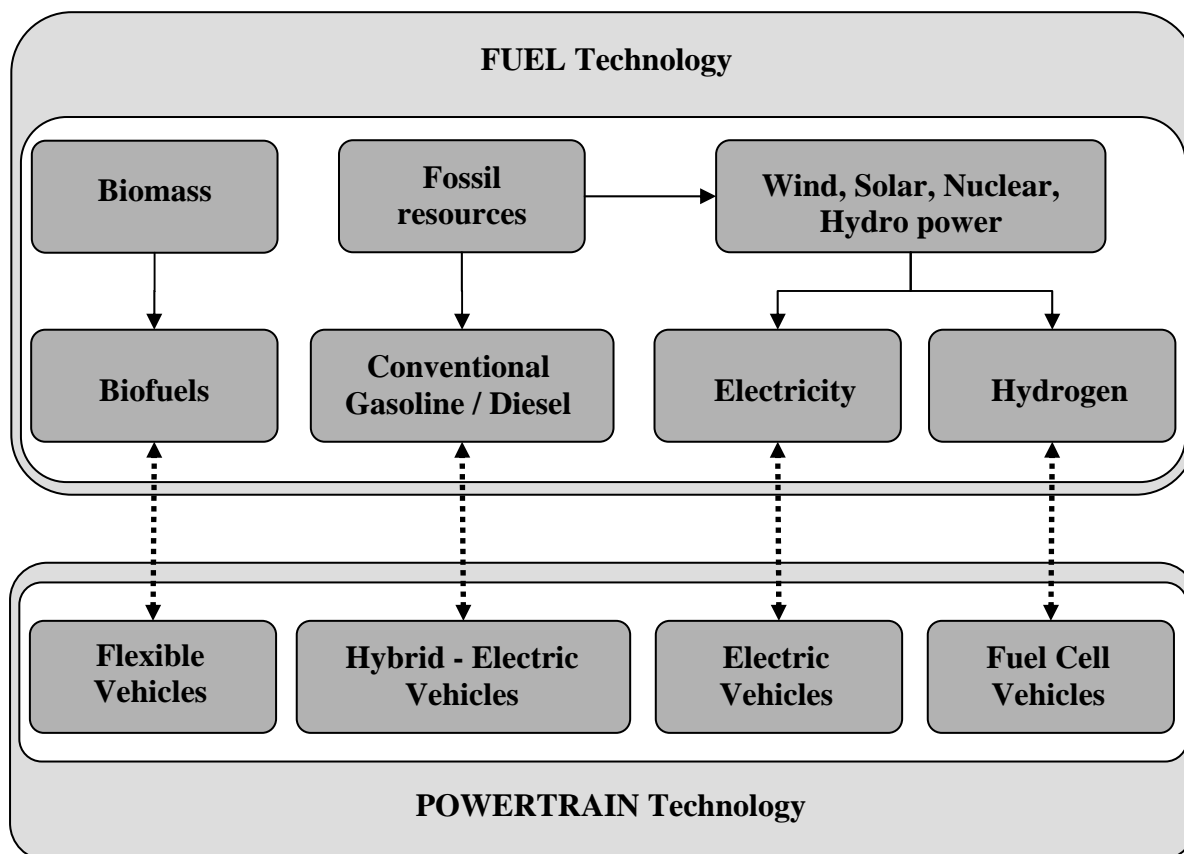 FUEL Technology
Biomass
Fossil
resources
Wind, Solar, Nuclear,
Hydro power
Biofuels
Conventional
Gasoline / Diesel
Electricity
Hydrogen
Flexible
Vehicles
Hybrid - Electric
Vehicles
Electric
Vehicles
Fuel Cell
Vehicles
POWERTRAIN Technology